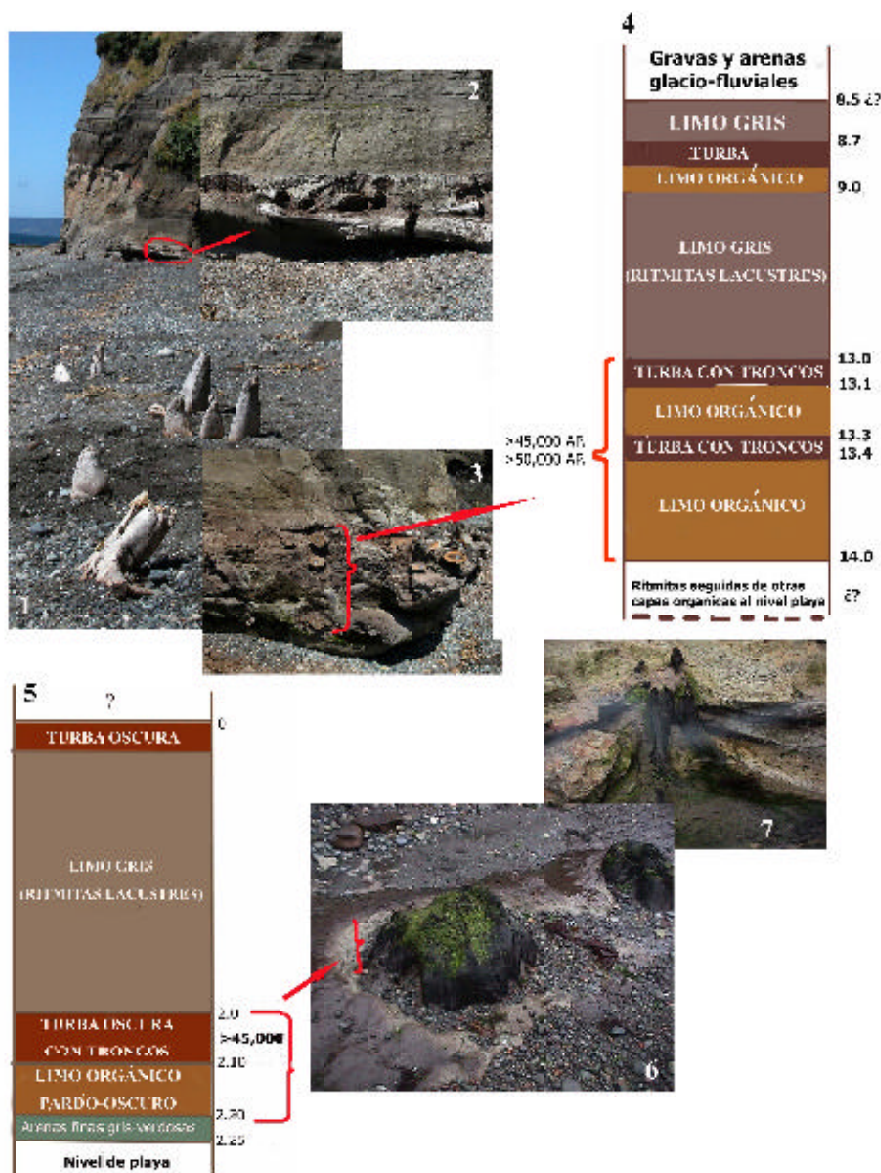 4
Gravas y arenas
glacio-fluviales
8.5 ¿?
LIMO GRIS
8.7
TURBA
LIMO ORGÁNICO
9.0
LIMO GRIS
(RITMITAS LACUSTRES)
13.0
TURBA CON TRONCOS
13.1
LIMO ORGÁNICO
13.3
TURBA CON TRONCOS
13.4
LIMO ORGÁNICO
14.0
Ritmitas seguidas de otras
capas organicas al nivel playa
¿?
>45,000 AP.
>50,000 AP.
2
3
1
5
?
0
TURBA OSCURA
LIMO GRIS
(RITMITAS LACUSTRES)
2.0
TURBA OSCURA
>45,000
CON TRONCOS
2.10
LIMO ORGÁNICO
PARDO-OSCURO
2.20
Arenas finas gris-verdosas
2.25
Nivel de playa
7
6